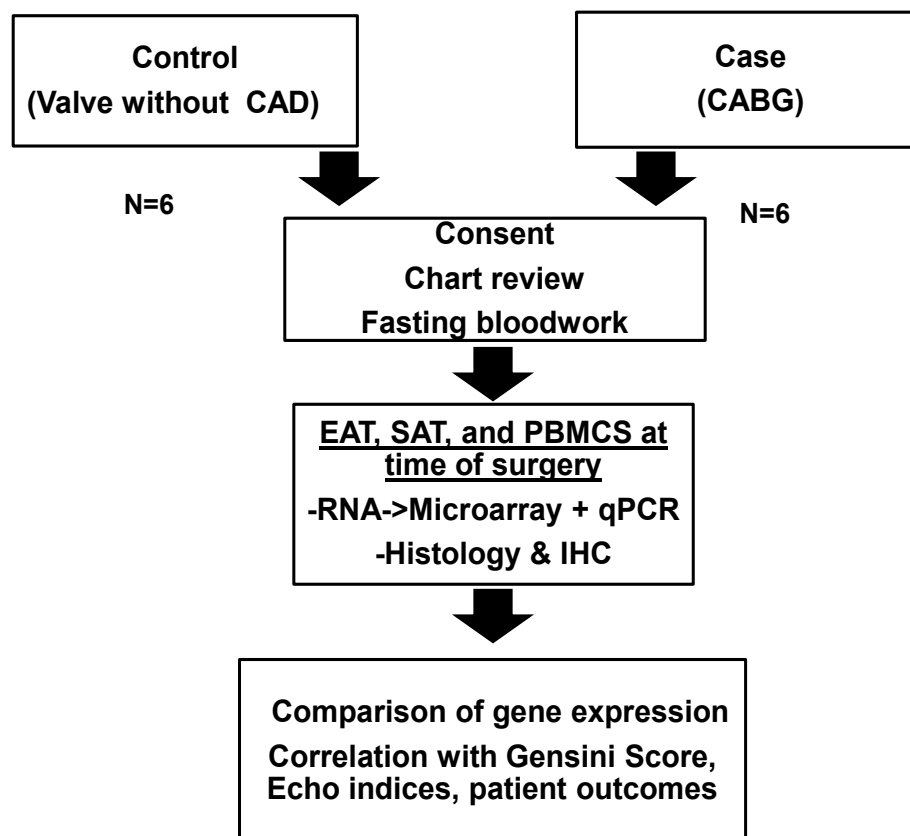 Control
(Valve without CAD)
Case
(CABG)
N=6
N=6
Consent
Chart review
Fasting bloodwork
EAT, SAT, and PBMCS at
time of surgery
-RNA->Microarray + qPCR
-Histology & IHC
Comparison of gene expression
Correlation with Gensini Score,
Echo indices, patient outcomes